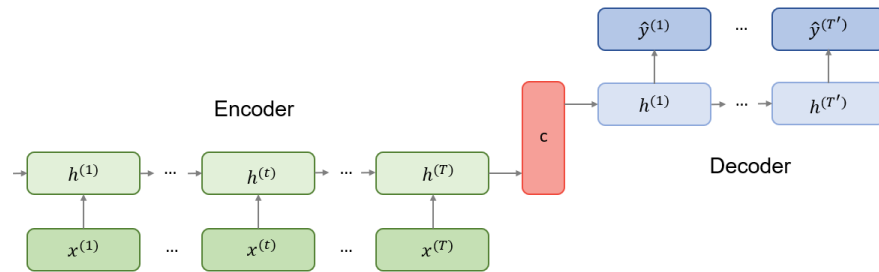 ŷ⁽¹⁾ ... ŷ⁽ᵀ′⁾
Encoder
c
h⁽¹⁾ ... h⁽ᵀ′⁾
Decoder
h⁽¹⁾ ... h⁽ᵗ⁾ ... h⁽ᵀ⁾
x⁽¹⁾ ... x⁽ᵗ⁾ ... x⁽ᵀ⁾